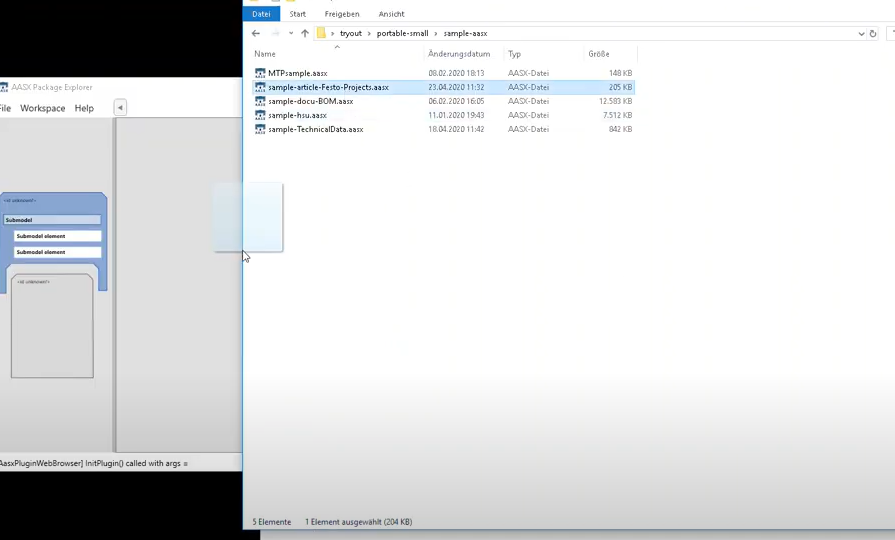 Datei Start Freigeben Ansicht
tryout portable-small sample-aasx
Name Änderungsdatum Typ Größe
MTPsample.aasx 08.02.2020 18:13 AASX-Datei 148 KB
sample-article-Festo-Projects.aasx 23.04.2020 11:32 AASX-Datei 205 KB
sample-docu-BOM.aasx 06.02.2020 16:05 AASX-Datei 12.583 KB
sample-hsu.aasx 11.01.2020 19:43 AASX-Datei 7.512 KB
sample-TechnicalData.aasx 18.04.2020 11:42 AASX-Datei 842 KB
AASX Package Explorer
File Workspace Help
Submodel
Submodel element
Submodel element
AasxPluginWebBrowser] InitPlugin() called with args =
5 Elemente 1 Element ausgewählt (204 KB)